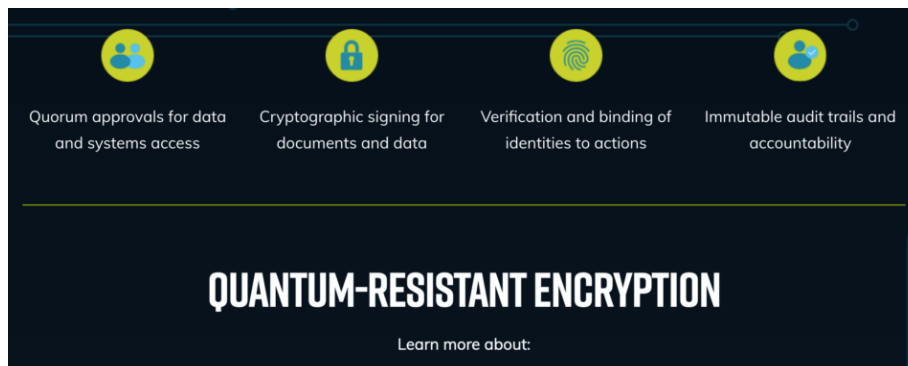 Quorum approvals for data
and systems access
Cryptographic signing for
documents and data
Verification and binding of
identities to actions
Immutable audit trails and
accountability
QUANTUM-RESISTANT ENCRYPTION
Learn more about: